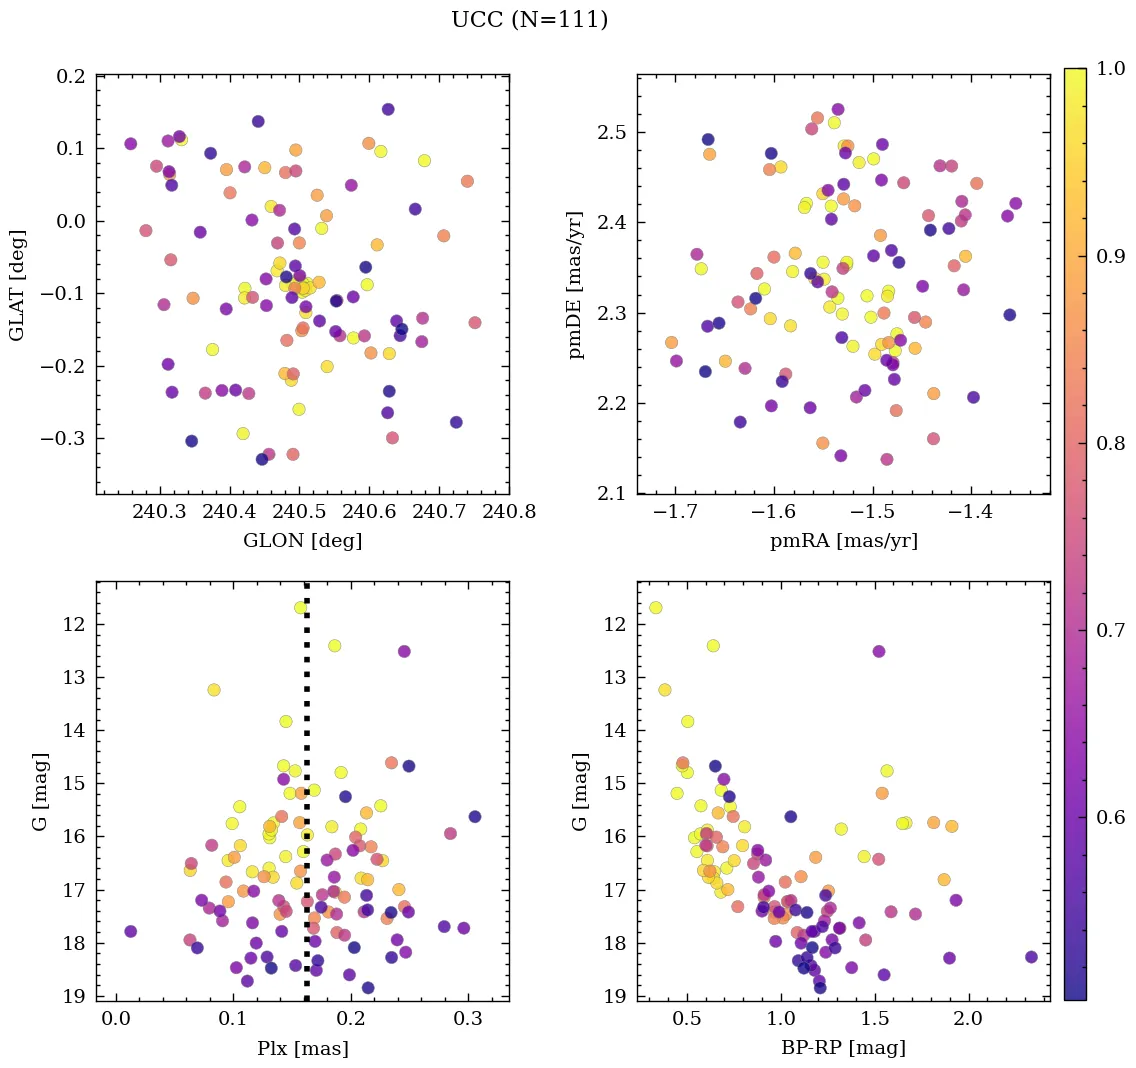 UCC (N=111)
0.2
0.1
0.0
−0.1
−0.2
−0.3
GLAT [deg]
240.3 240.4 240.5 240.6 240.7 240.8
GLON [deg]
2.5
2.4
2.3
2.2
2.1
pmDE [mas/yr]
−1.7 −1.6 −1.5 −1.4
pmRA [mas/yr]
12
13
14
15
16
17
18
19
G [mag]
0.0 0.1 0.2 0.3
Plx [mas]
12
13
14
15
16
17
18
19
G [mag]
0.5 1.0 1.5 2.0
BP-RP [mag]
1.0
0.9
0.8
0.7
0.6